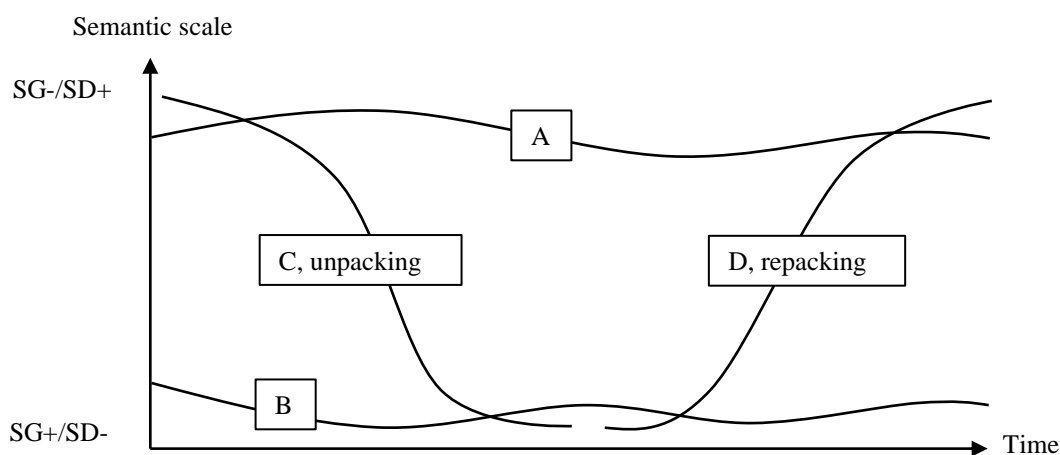 Semantic scale
SG-/SD+
A
C, unpacking
D, repacking
B
SG+/SD-
Time